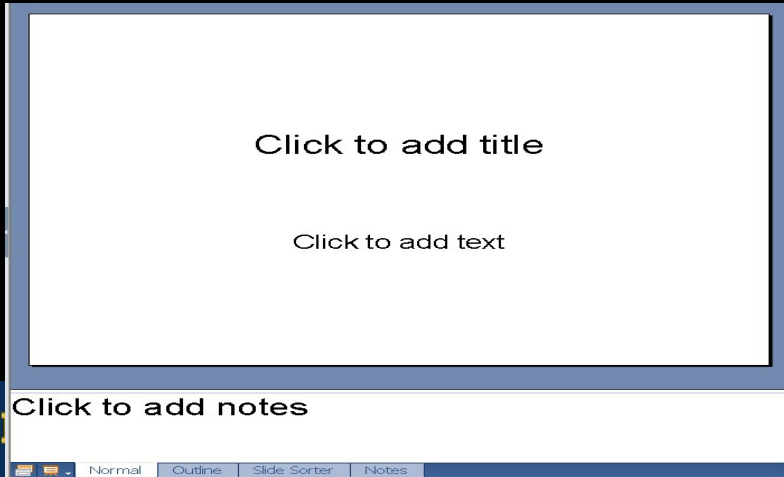 Click to add title
Click to add text
Click to add notes
Normal Outline Slide Sorter Notes